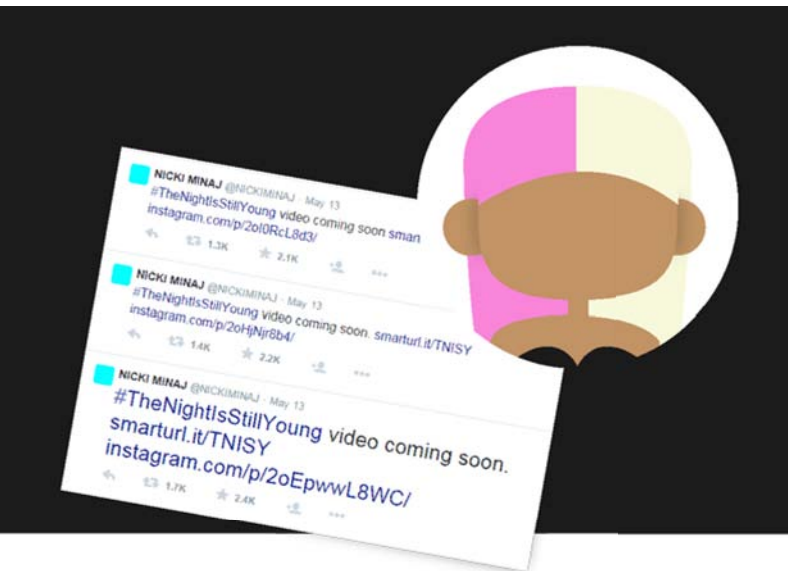 NICKI MINAJ @NICKIMINAJ · May 13
#TheNightIsStillYoung video coming soon sman
instagram.com/p/2oI0RcL8d3/
1.3K 2.1K
NICKI MINAJ @NICKIMINAJ · May 13
#TheNightIsStillYoung video coming soon. smarturl.it/TNISY
instagram.com/p/2oHjNjr8b4/
1.4K 2.2K
NICKI MINAJ @NICKIMINAJ · May 13
#TheNightIsStillYoung video coming soon.
smarturl.it/TNISY
instagram.com/p/2oEpwwL8WC/
1.7K 2.4K